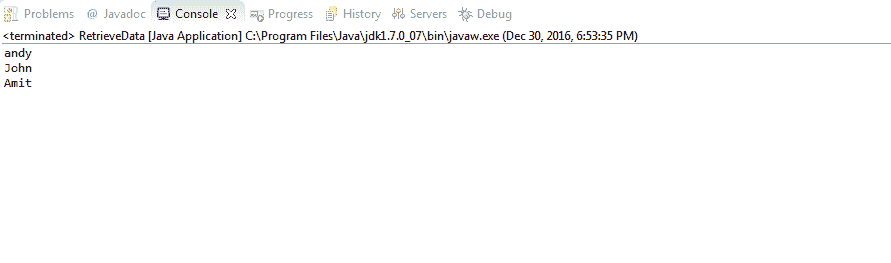 Problems @ Javadoc Console Progress History Servers Debug
<terminated> RetrieveData [Java Application] C:\Program Files\Java\jdk1.7.0_07\bin\javaw.exe (Dec 30, 2016, 6:53:35 PM)
andy
John
Amit